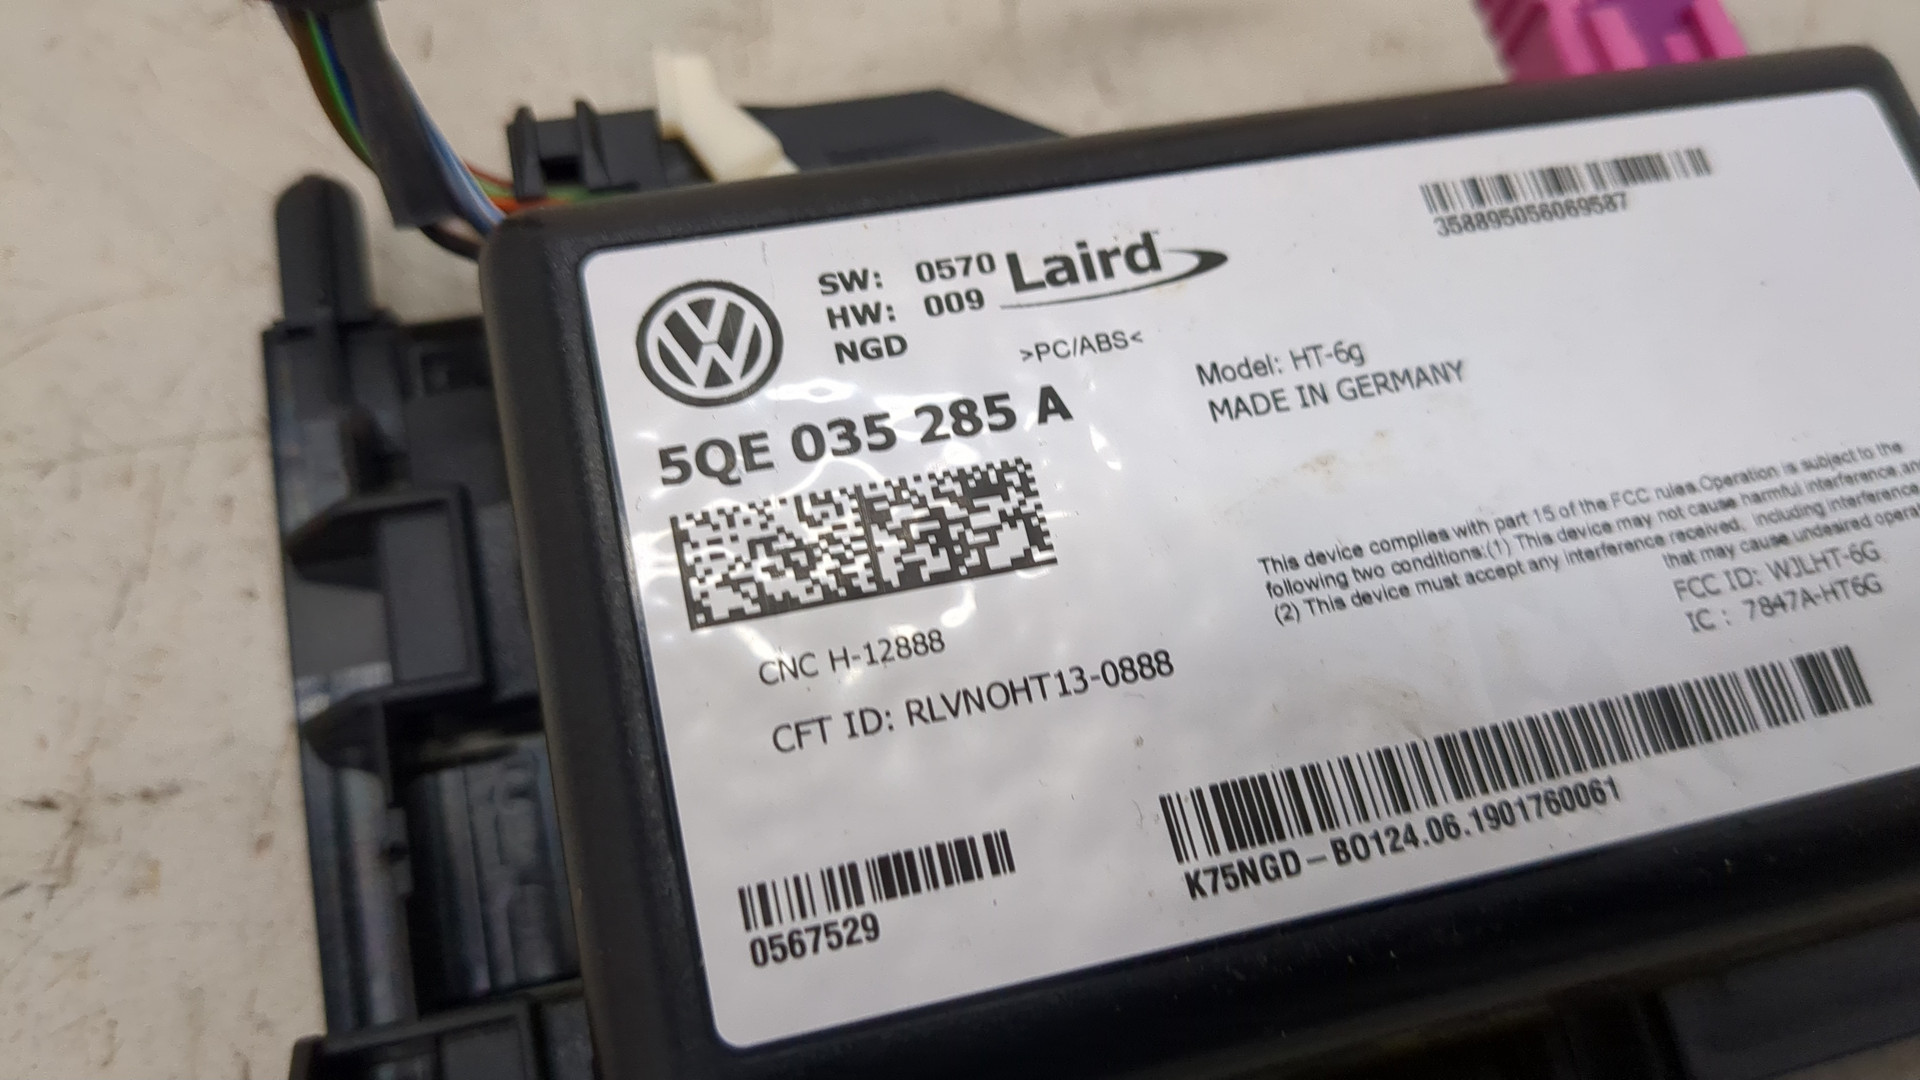 358895056069587
SW: 0570
HW: 009
NGD
Laird
>PC/ABS<
5QE 035 285 A
Model: HT-6g
MADE IN GERMANY
This device complies with part 15 of the FCC rules.Operation is subject to the
following two conditions:(1) This device may not cause harmful interference, and
(2) This device must accept any interference received, including interference
that may cause undesired
FCC ID: WJLHT-6G
IC : 7847A-HT6G
CNC H-12888
CFT ID: RLVNOHT13-0888
0567529
K75NGD-BO124.06.1901760061